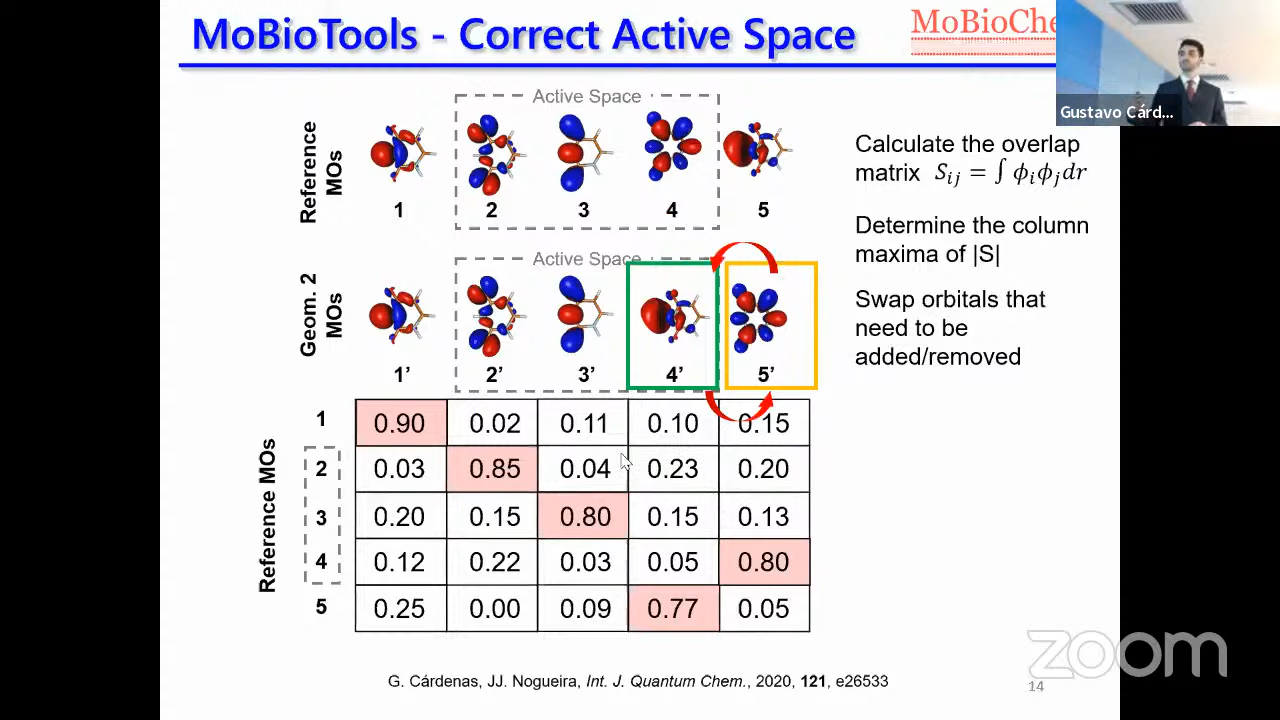 MoBioTools - Correct Active Space
MoBioChe
Gustavo Cárd...
Active Space
Reference
MOs
1 2 3 4 5
Active Space
Geom. 2
MOs
1' 2' 3' 4' 5'
Calculate the overlap
matrix S_ij = ∫ ϕ_iϕ_jdr
Determine the column
maxima of |S|
Swap orbitals that
need to be
added/removed
Reference MOs
1 0.90 0.02 0.11 0.10 0.15
2 0.03 0.85 0.04 0.23 0.20
3 0.20 0.15 0.80 0.15 0.13
4 0.12 0.22 0.03 0.05 0.80
5 0.25 0.00 0.09 0.77 0.05
G. Cárdenas, JJ. Nogueira, Int. J. Quantum Chem., 2020, 121, e26533
zoom
14